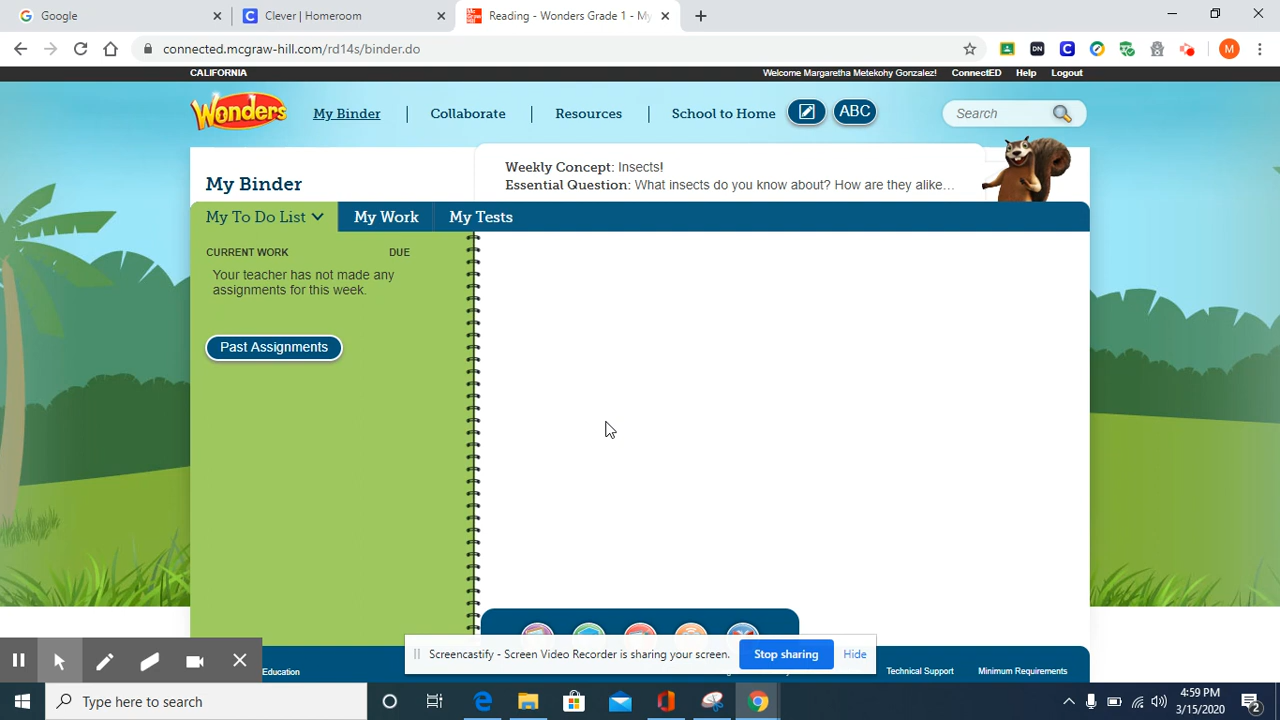 Google
Clever | Homeroom
Reading - Wonders Grade 1 - My
connected.mcgraw-hill.com/rd14s/binder.do
DN
C
M
CALIFORNIA
Welcome Margaretha Metekohy Gonzalez! ConnectED Help Logout
Wonders
My Binder
Collaborate
Resources
School to Home
ABC
Search
Weekly Concept: Insects!
Essential Question: What insects do you know about? How are they alike…
My Binder
My To Do List
My Work
My Tests
CURRENT WORK DUE
Your teacher has not made any
assignments for this week.
Past Assignments
Screencastify - Screen Video Recorder is sharing your screen.
Stop sharing
Hide
Education
Technical Support
Minimum Requirements
Type here to search
4:59 PM
3/15/2020
2